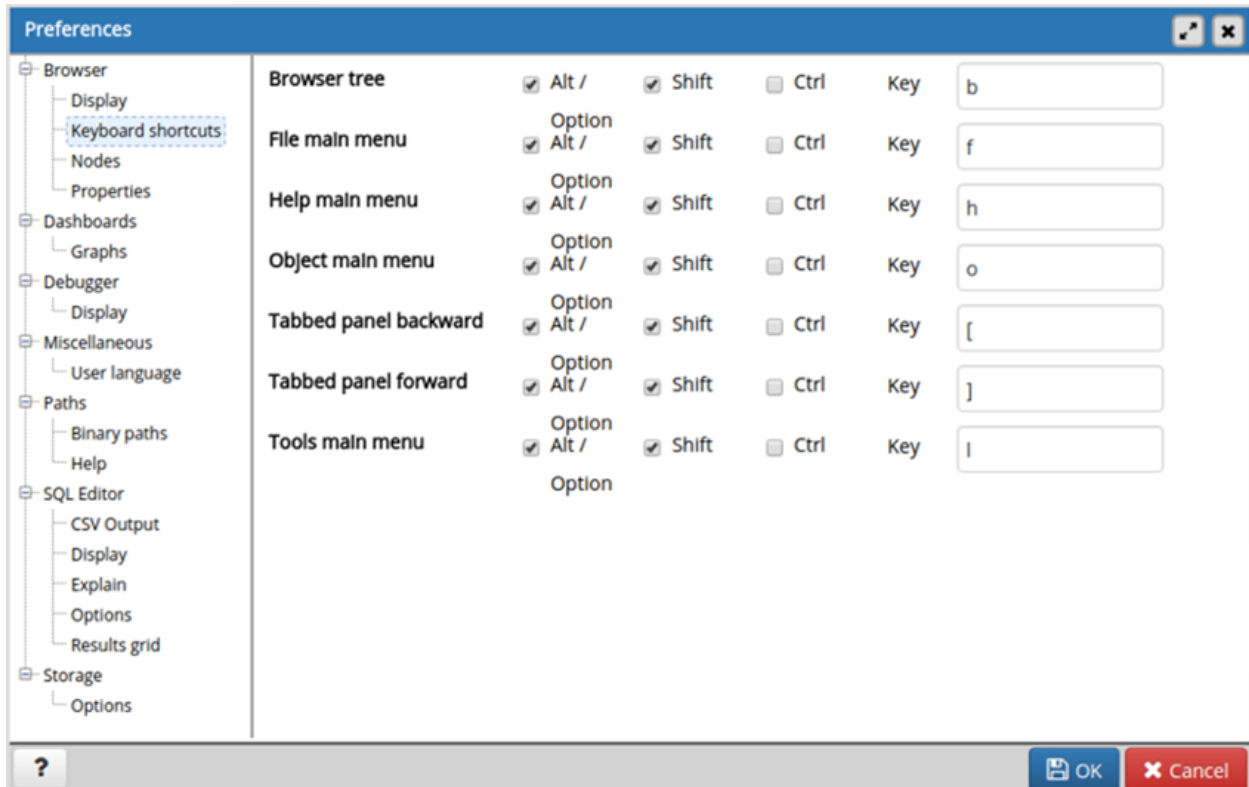 Preferences
Browser
Display
Keyboard shortcuts
Nodes
Properties
Dashboards
Graphs
Debugger
Display
Miscellaneous
User language
Paths
Binary paths
Help
SQL Editor
CSV Output
Display
Explain
Options
Results grid
Storage
Options
Browser tree Alt / Option Shift Ctrl Key b
File main menu Alt / Option Shift Ctrl Key f
Help main menu Alt / Option Shift Ctrl Key h
Object main menu Alt / Option Shift Ctrl Key o
Tabbed panel backward Alt / Option Shift Ctrl Key [
Tabbed panel forward Alt / Option Shift Ctrl Key ]
Tools main menu Alt / Option Shift Ctrl Key l
? OK Cancel